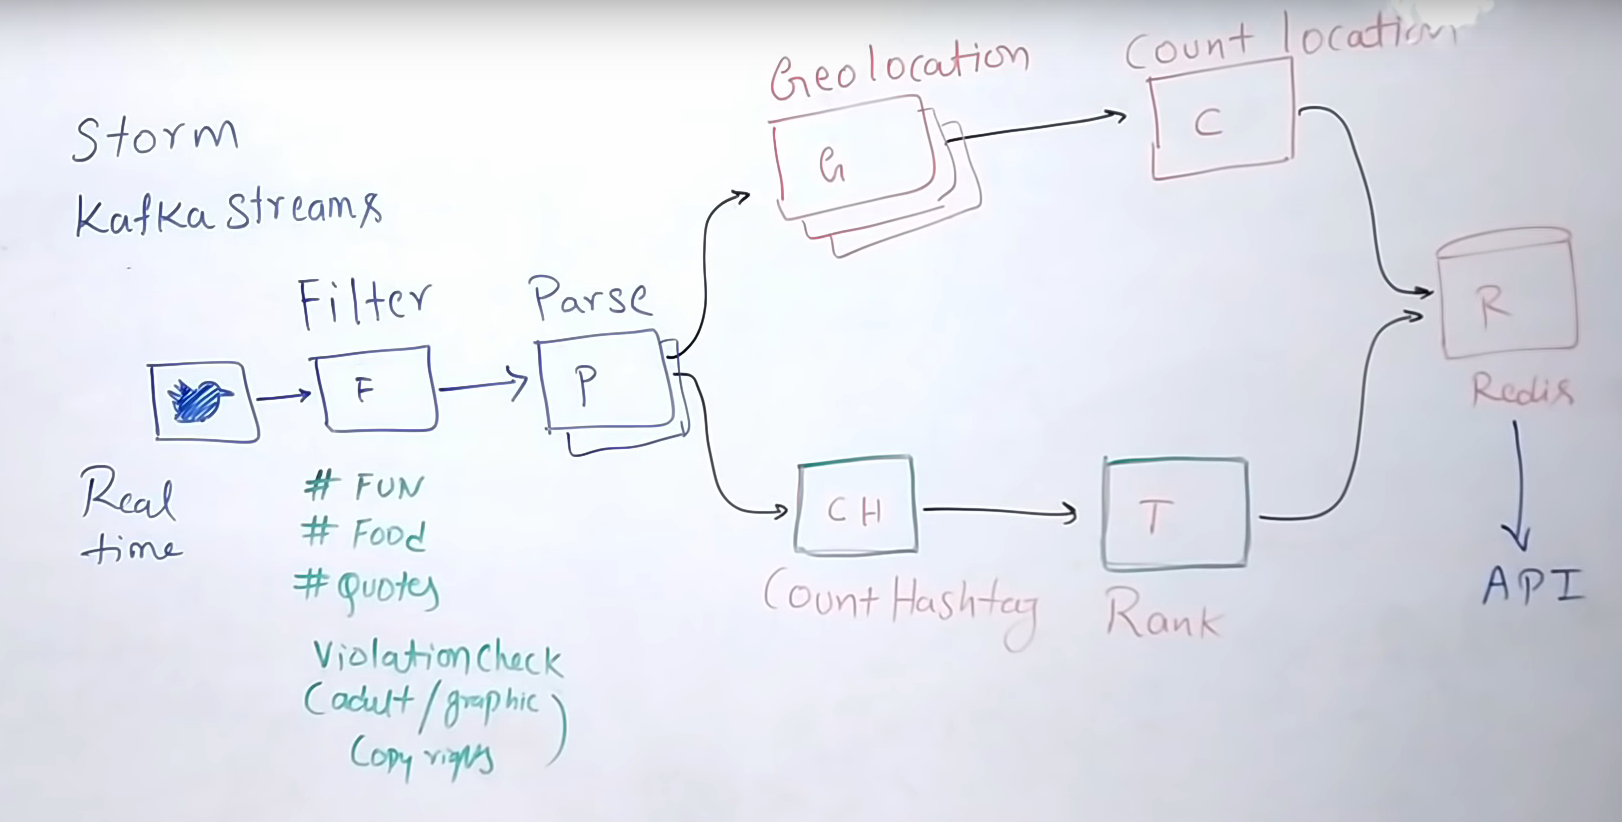 Storm
Kafka Streams
Filter
F
Parse
P
Real
time
# FUN
# Food
# Quotes
Violation Check
(adult/graphic
Copy rights)
Geolocation
G
Count location
C
CH
Count Hashtag
T
Rank
R
Redis
API